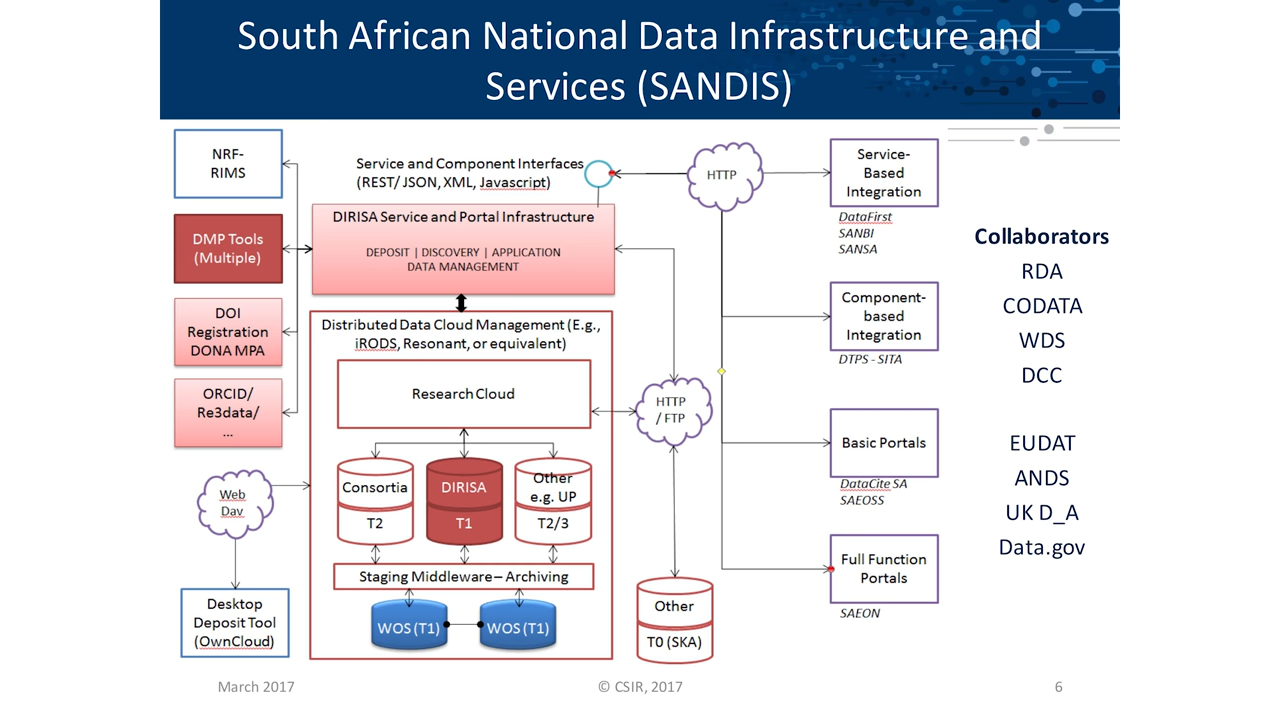 South African National Data Infrastructure and
Services (SANDIS)
NRF-
RIMS
DMP Tools
(Multiple)
DOI
Registration
DONA MPA
ORCID/
Re3data/
...
Web
Dav
Desktop
Deposit Tool
(OwnCloud)
Service and Component Interfaces
(REST/ JSON, XML, Javascript)
DIRISA Service and Portal Infrastructure
DEPOSIT | DISCOVERY | APPLICATION
DATA MANAGEMENT
Distributed Data Cloud Management (E.g.,
iRODS, Resonant, or equivalent)
Research Cloud
Consortia
T2
DIRISA
T1
Other
e.g. UP
T2/3
Staging Middleware – Archiving
WOS (T1)
WOS (T1)
HTTP
HTTP
/ FTP
Other
T0 (SKA)
Service-
Based
Integration
DataFirst
SANBI
SANSA
Component-
based
Integration
DTPS - SITA
Basic Portals
DataCite SA
SAEOSS
Full Function
Portals
SAEON
Collaborators
RDA
CODATA
WDS
DCC
EUDAT
ANDS
UK D_A
Data.gov
March 2017
© CSIR, 2017
6